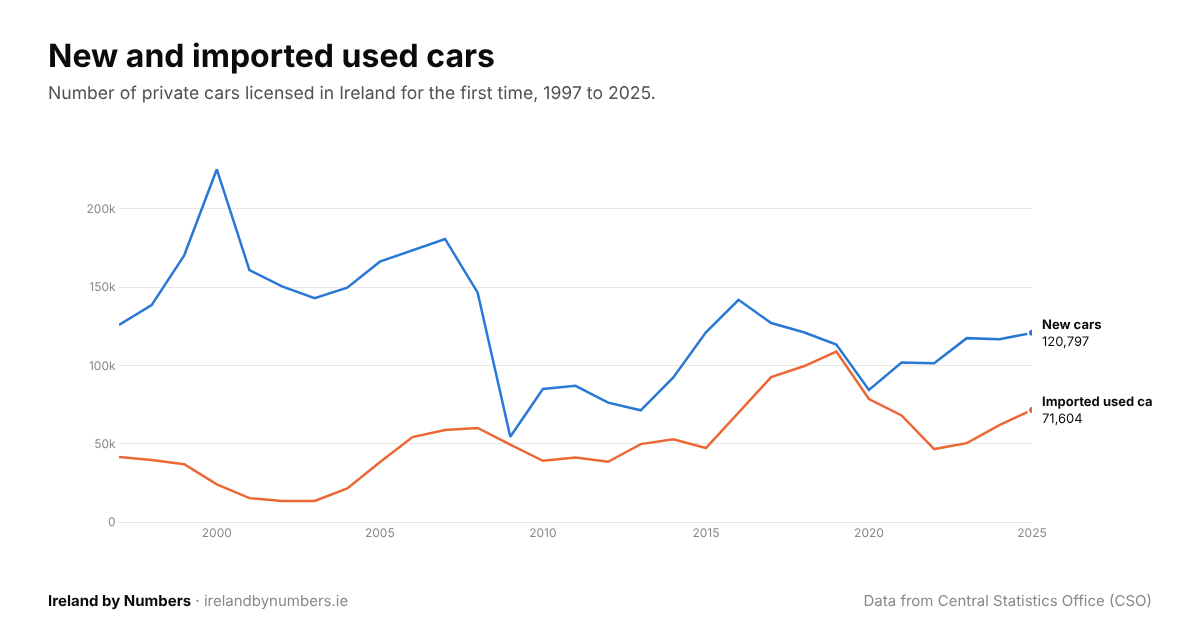 New and imported used cars
Number of private cars licensed in Ireland for the first time, 1997 to 2025.
200k
150k
100k
50k
0
2000
2005
2010
2015
2020
2025
New cars
120,797
Imported used ca
71,604
Ireland by Numbers · irelandbynumbers.ie
Data from Central Statistics Office (CSO)